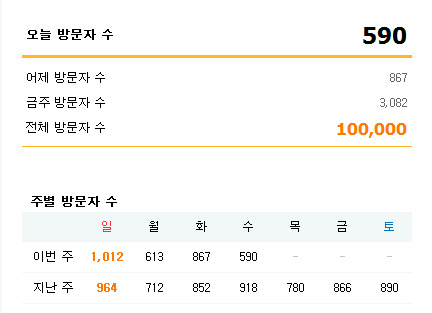 오늘 방문자 수 590
어제 방문자 수 867
금주 방문자 수 3,082
전체 방문자 수 100,000
주별 방문자 수
일 월 화 수 목 금 토
이번 주 1,012 613 867 590 - - -
지난 주 964 712 852 918 780 866 890